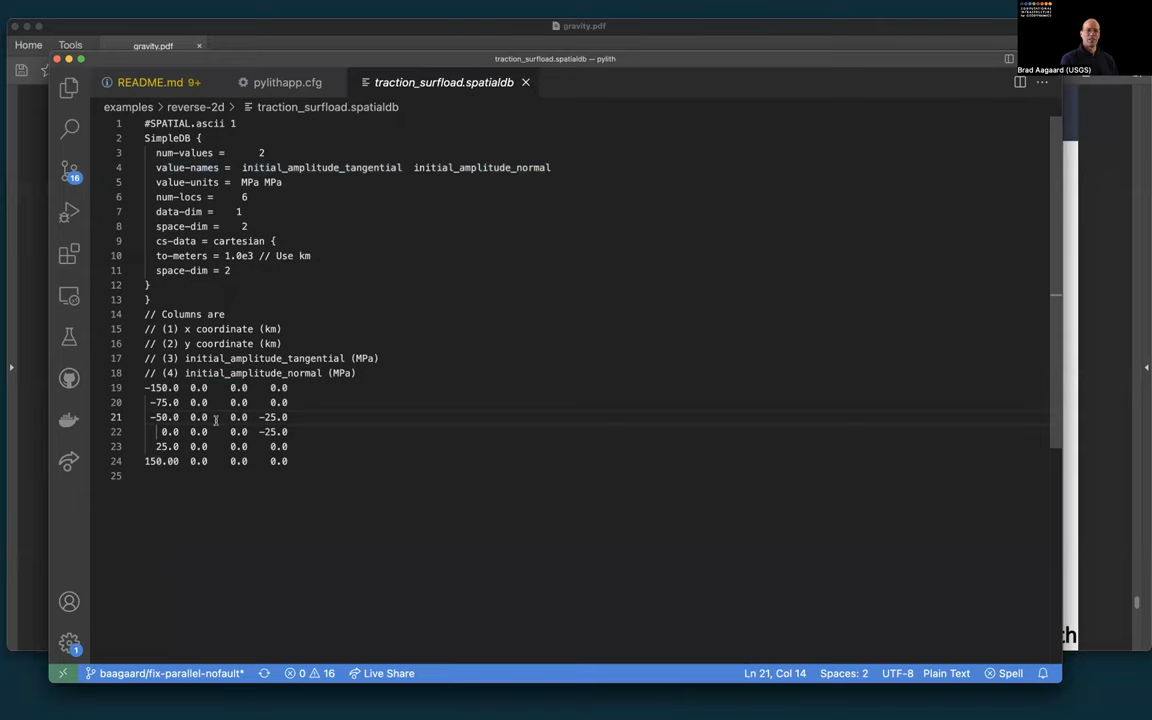 gravity.pdf
COMPUTATIONAL
INFRASTRUCTURE
for GEODYNAMICS
Brad Aagaard (USGS)
Home Tools gravity.pdf ×
traction_surfload.spatialdb — pylith
README.md 9+ pylithapp.cfg traction_surfload.spatialdb ×
examples > reverse-2d > traction_surfload.spatialdb
1 #SPATIAL.ascii 1
2 SimpleDB {
3 num-values = 2
4 value-names = initial_amplitude_tangential initial_amplitude_normal
5 value-units = MPa MPa
6 num-locs = 6
7 data-dim = 1
8 space-dim = 2
9 cs-data = cartesian {
10 to-meters = 1.0e3 // Use km
11 space-dim = 2
12 }
13 }
14 // Columns are
15 // (1) x coordinate (km)
16 // (2) y coordinate (km)
17 // (3) initial_amplitude_tangential (MPa)
18 // (4) initial_amplitude_normal (MPa)
19 -150.0 0.0 0.0 0.0
20 -75.0 0.0 0.0 0.0
21 -50.0 0.0 0.0 -25.0
22 0.0 0.0 0.0 -25.0
23 25.0 0.0 0.0 0.0
24 150.00 0.0 0.0 0.0
25
16
1
th
baagaard/fix-parallel-nofault* 0 16 Live Share Ln 21, Col 14 Spaces: 2 UTF-8 Plain Text Spell